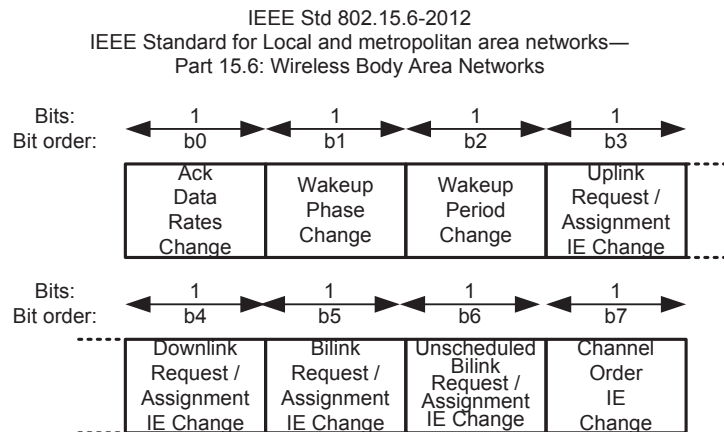 IEEE Std 802.15.6-2012
IEEE Standard for Local and metropolitan area networks—
Part 15.6: Wireless Body Area Networks
Bits: 1 1 1 1
Bit order: b0 b1 b2 b3
Ack
Data
Rates
Change
Wakeup
Phase
Change
Wakeup
Period
Change
Uplink
Request /
Assignment
IE Change
Bits: 1 1 1 1
Bit order: b4 b5 b6 b7
Downlink
Request /
Assignment
IE Change
Bilink
Request /
Assignment
IE Change
Unscheduled
Bilink
Request /
Assignment
IE Change
Channel
Order
IE
Change